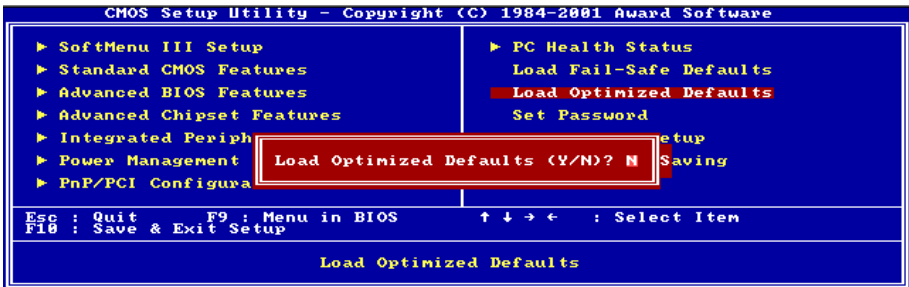 CMOS Setup Utility - Copyright (C) 1984-2001 Award Software
► SoftMenu III Setup
► Standard CMOS Features
► Advanced BIOS Features
► Advanced Chipset Features
► Integrated Periph
► Power Management
► PnP/PCI Configura
► PC Health Status
Load Fail-Safe Defaults
Load Optimized Defaults
Set Password
etup
Saving
Load Optimized Defaults (Y/N)? N
Esc : Quit F9 : Menu in BIOS ↑ ↓ → ← : Select Item
F10 : Save & Exit Setup
Load Optimized Defaults